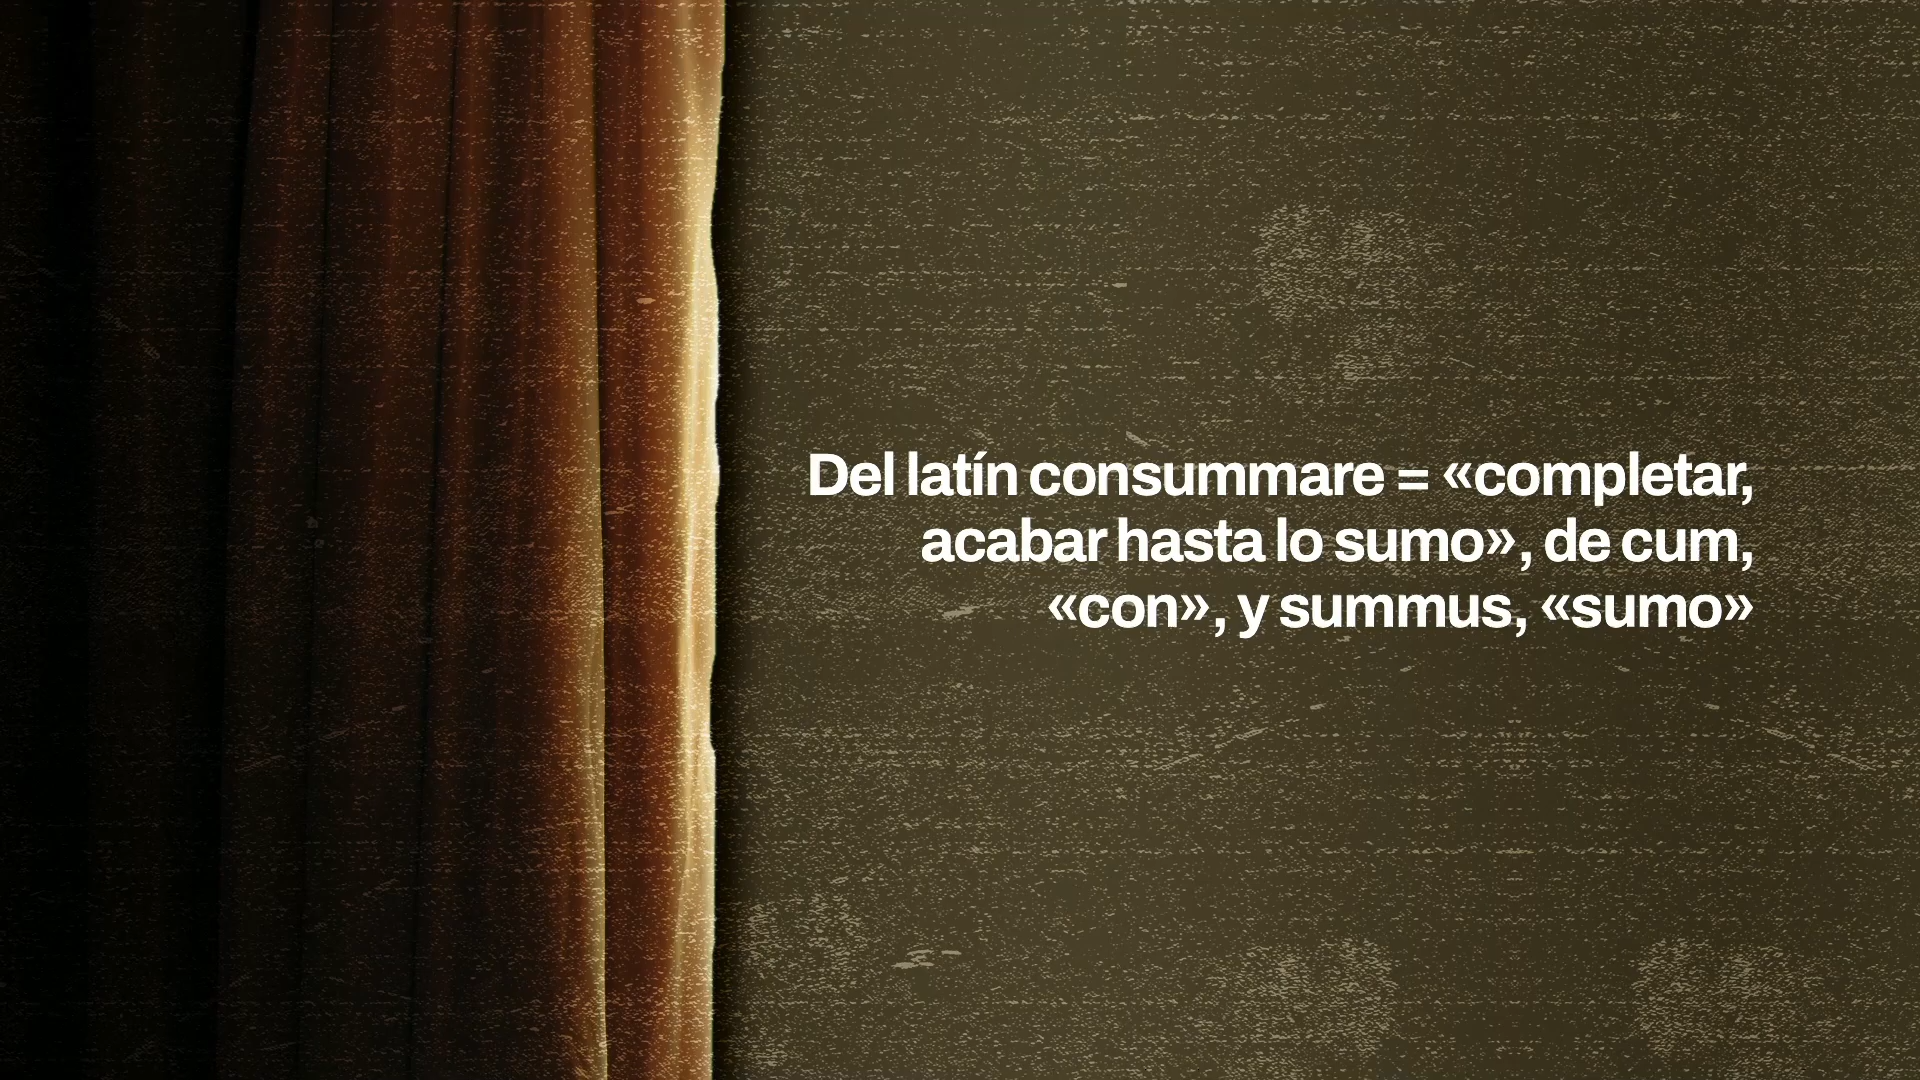 Del latín consummare = «completar,
acabar hasta lo sumo», de cum,
«con», y summus, «sumo»